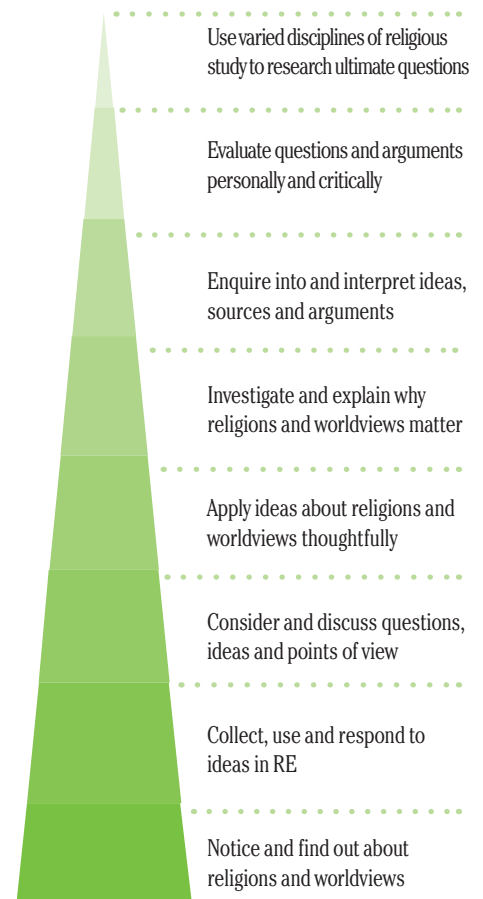 Use varied disciplines of religious
study to research ultimate questions
Evaluate questions and arguments
personally and critically
Enquire into and interpret ideas,
sources and arguments
Investigate and explain why
religions and worldviews matter
Apply ideas about religions and
worldviews thoughtfully
Consider and discuss questions,
ideas and points of view
Collect, use and respond to
ideas in RE
Notice and find out about
religions and worldviews